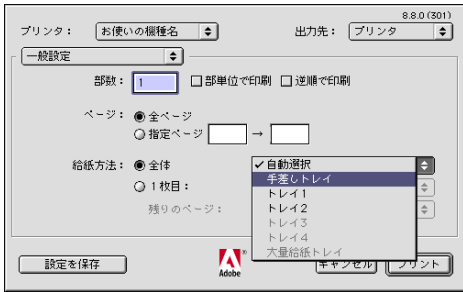 8.8.0 (301)
プリンタ： お使いの機種名 出力先： プリンタ
一般設定
部数： 1 部単位で印刷 逆順で印刷
ページ： 全ページ
指定ページ →
給紙方法： 全体 ✓自動選択
手差しトレイ
1枚目： トレイ1
残りのページ： トレイ2
トレイ3
トレイ4
大量給紙トレイ
設定を保存 Adobe キャンセル プリント